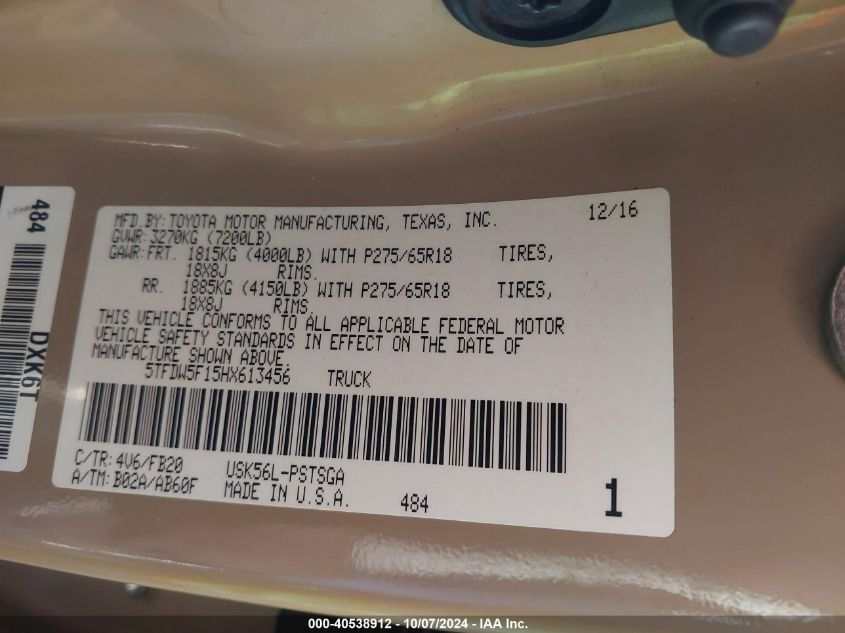 MFD.BY:TOYOTA MOTOR MANUFACTURING, TEXAS, INC. 12/16
GVWR:3270KG (7200LB)
GAWR:FRT. 1815KG (4000LB) WITH P275/65R18 TIRES,
18X8J RIMS.
RR. 1885KG (4150LB) WITH P275/65R18 TIRES,
18X8J RIMS.
THIS VEHICLE CONFORMS TO ALL APPLICABLE FEDERAL MOTOR
VEHICLE SAFETY STANDARDS IN EFFECT ON THE DATE OF
MANUFACTURE SHOWN ABOVE.
5TFDW5F15HX613456 TRUCK
C/TR: 4V6/FB20 USK56L-PSTSGA
A/TM: B02A/AB60F MADE IN U.S.A. 484 1
484
DXK6T
000-40538912 - 10/07/2024 - IAA Inc.